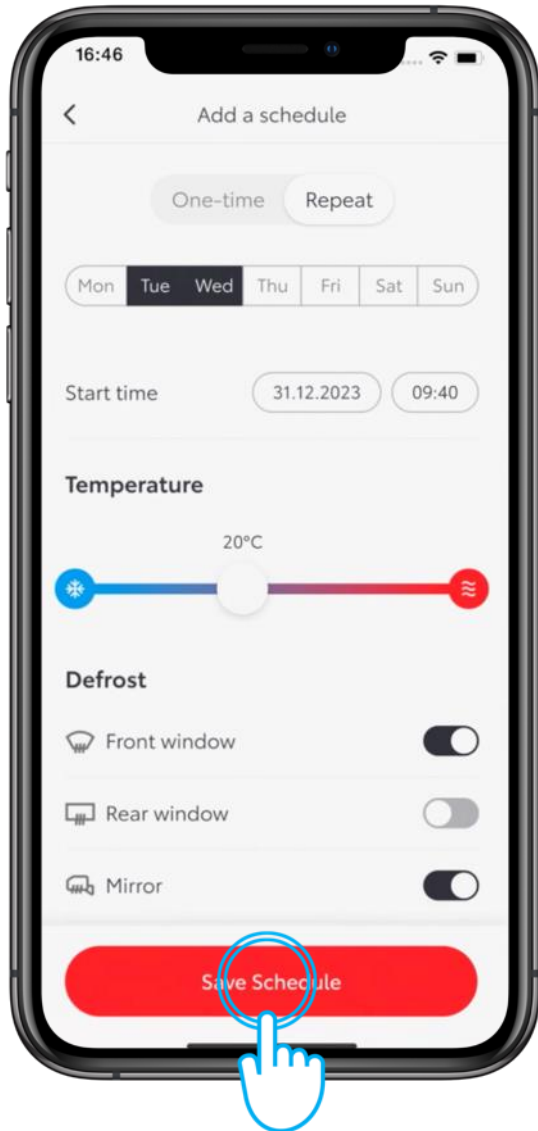 16:46
Add a schedule
One-time Repeat
Mon Tue Wed Thu Fri Sat Sun
Start time 31.12.2023 09:40
Temperature
20°C
Defrost
Front window
Rear window
Mirror
Save Schedule